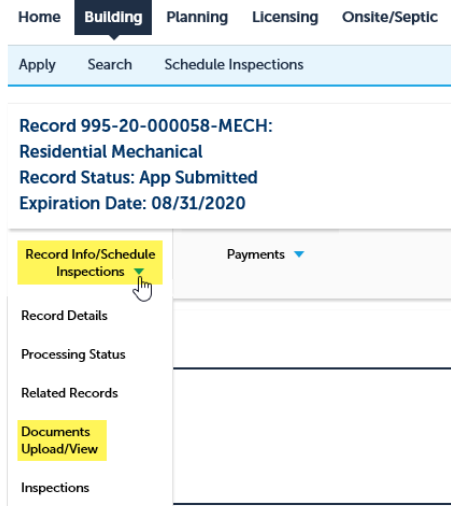 Home Building Planning Licensing Onsite/Septic
Apply Search Schedule Inspections
Record 995-20-000058-MECH:
Residential Mechanical
Record Status: App Submitted
Expiration Date: 08/31/2020
Record Info/Schedule
Inspections
Payments
Record Details
Processing Status
Related Records
Documents
Upload/View
Inspections